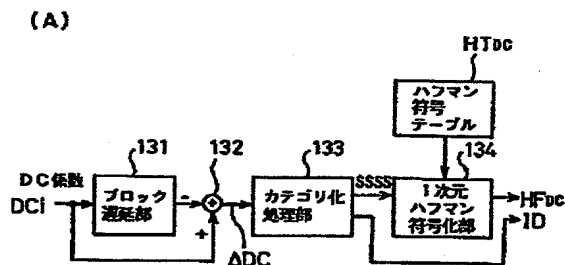 (A)
HTDC
ハフマン
符号
テーブル
131
132
133
134
DC係数
DCi
ブロック
遅延部
-
+
ΔDC
カテゴリ化
処理部
SSSS
1次元
ハフマン
符号化部
HFDC
ID